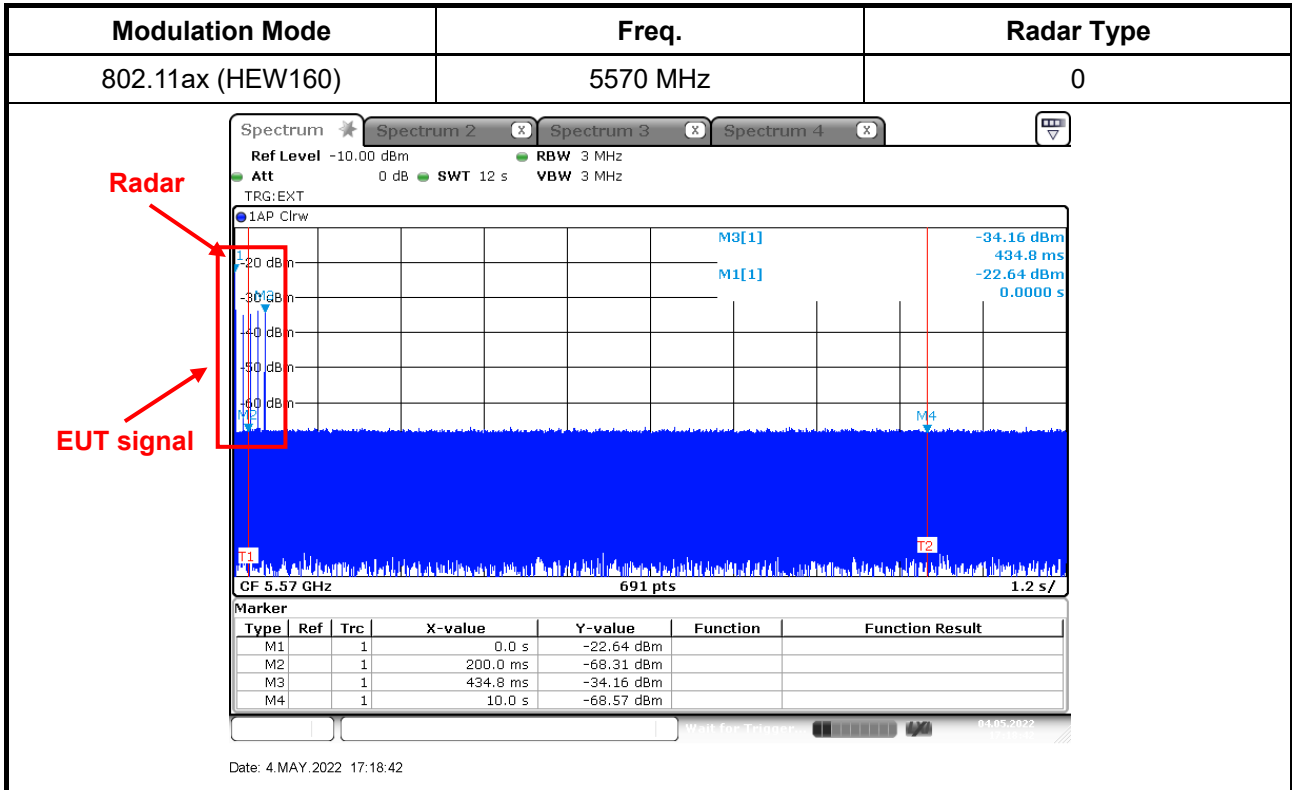 Modulation Mode Freq. Radar Type
802.11ax (HEW160) 5570 MHz 0
Spectrum Spectrum 2 X Spectrum 3 X Spectrum 4 X
Ref Level -10.00 dBm RBW 3 MHz
Att 0 dB SWT 12 s VBW 3 MHz
TRG:EXT
1AP Clrw
Radar
EUT signal
M3[1] -34.16 dBm
434.8 ms
M1[1] -22.64 dBm
0.0000 s
1
-20 dBm
-30 dBm
M3
-40 dBm
-50 dBm
-60 dBm
M2 M4
T1 T2
CF 5.57 GHz 691 pts 1.2 s/
Marker
Type Ref Trc X-value Y-value Function Function Result
M1 1 0.0 s -22.64 dBm
M2 1 200.0 ms -68.31 dBm
M3 1 434.8 ms -34.16 dBm
M4 1 10.0 s -68.57 dBm
Wait for Trigger... 04.05.2022
Date: 4.MAY.2022 17:18:42